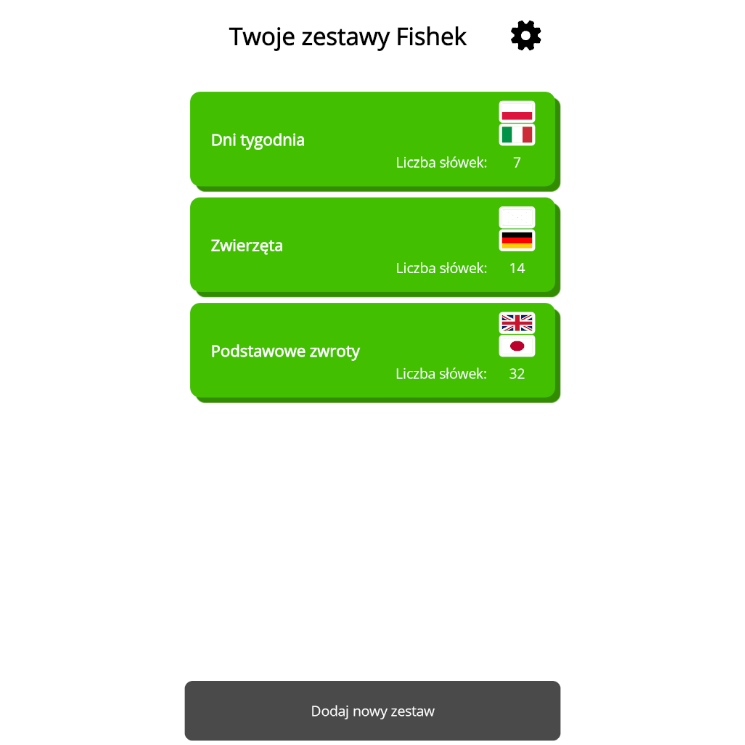 Twoje zestawy Fishek
Dni tygodnia
Liczba słówek: 7
Zwierzęta
Liczba słówek: 14
Podstawowe zwroty
Liczba słówek: 32
Dodaj nowy zestaw